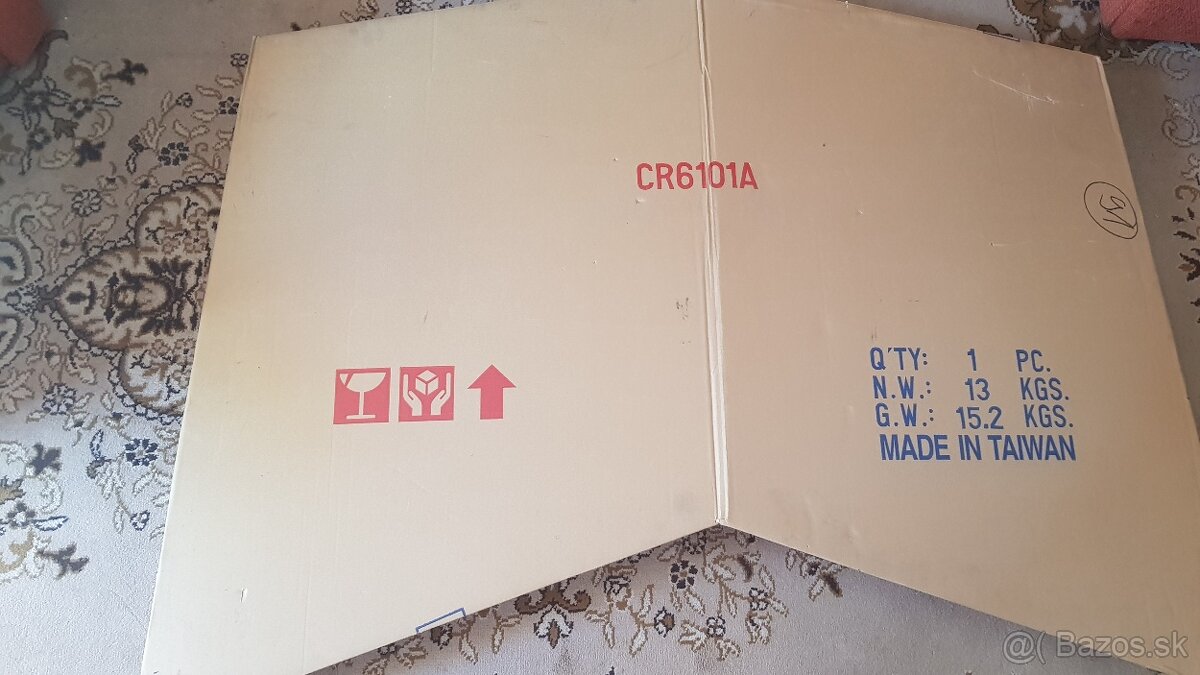 CR6101A
Q'TY: 1 PC.
N.W.: 13 KGS.
G.W.: 15.2 KGS.
MADE IN TAIWAN
@( Bazos.sk